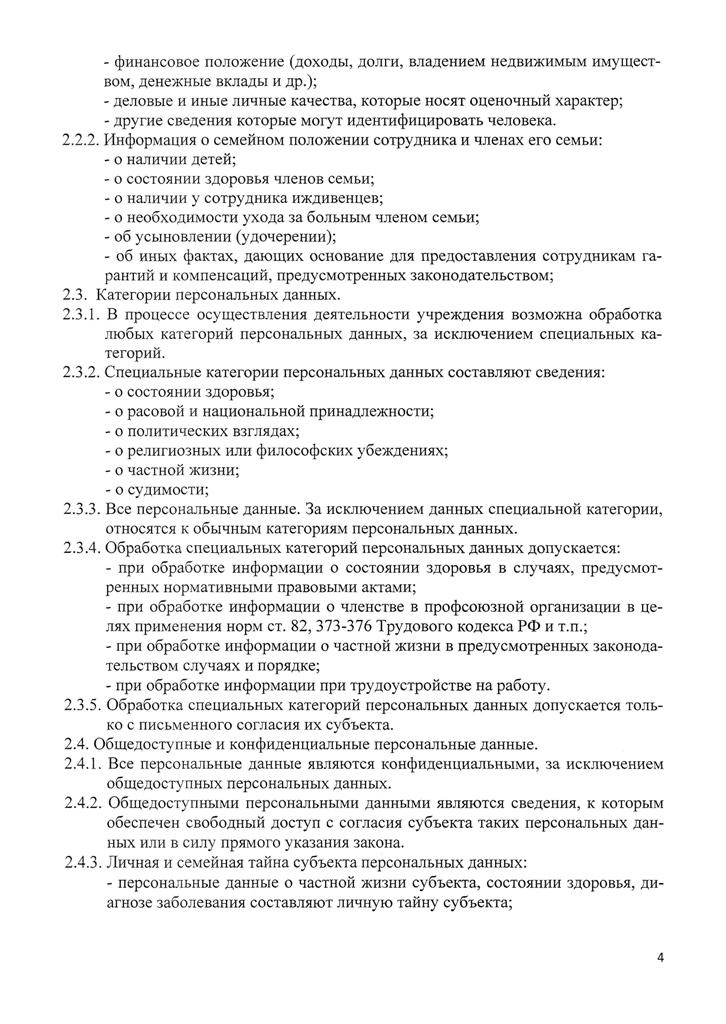 - финансовое положение (доходы, долги, владением недвижимым имущест-
вом, денежные вклады и др.);
- деловые и иные личные качества, которые носят оценочный характер;
- другие сведения которые могут идентифицировать человека.
2.2.2. Информация о семейном положении сотрудника и членах его семьи:
- о наличии детей;
- о состоянии здоровья членов семьи;
- о наличии у сотрудника иждивенцев;
- о необходимости ухода за больным членом семьи;
- об усыновлении (удочерении);
- об иных фактах, дающих основание для предоставления сотрудникам га-
рантий и компенсаций, предусмотренных законодательством;
2.3. Категории персональных данных.
2.3.1. В процессе осуществления деятельности учреждения возможна обработка
любых категорий персональных данных, за исключением специальных ка-
тегорий.
2.3.2. Специальные категории персональных данных составляют сведения:
- о состоянии здоровья;
- о расовой и национальной принадлежности;
- о политических взглядах;
- о религиозных или философских убеждениях;
- о частной жизни;
- о судимости;
2.3.3. Все персональные данные. За исключением данных специальной категории,
относятся к обычным категориям персональных данных.
2.3.4. Обработка специальных категорий персональных данных допускается:
- при обработке информации о состоянии здоровья в случаях, предусмот-
ренных нормативными правовыми актами;
- при обработке информации о членстве в профсоюзной организации в це-
лях применения норм ст. 82, 373-376 Трудового кодекса РФ и т.п.;
- при обработке информации о частной жизни в предусмотренных законода-
тельством случаях и порядке;
- при обработке информации при трудоустройстве на работу.
2.3.5. Обработка специальных категорий персональных данных допускается толь-
ко с письменного согласия их субъекта.
2.4. Общедоступные и конфиденциальные персональные данные.
2.4.1. Все персональные данные являются конфиденциальными, за исключением
общедоступных персональных данных.
2.4.2. Общедоступными персональными данными являются сведения, к которым
обеспечен свободный доступ с согласия субъекта таких персональных дан-
ных или в силу прямого указания закона.
2.4.3. Личная и семейная тайна субъекта персональных данных:
- персональные данные о частной жизни субъекта, состоянии здоровья, ди-
агнозе заболевания составляют личную тайну субъекта;
4